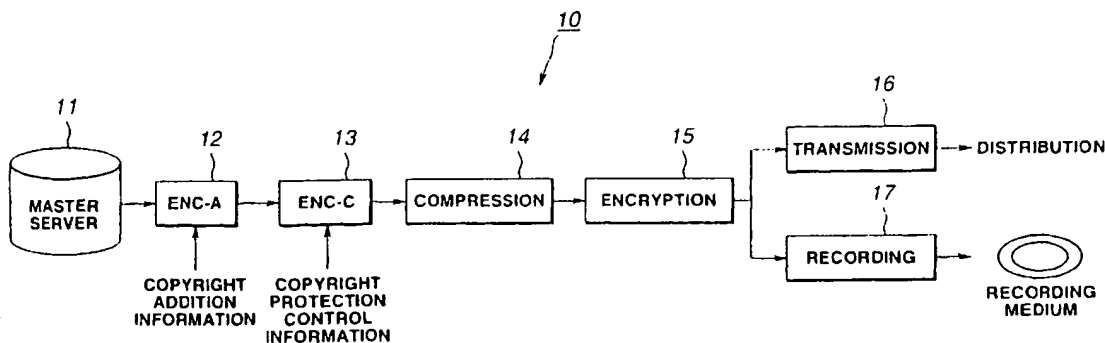 10
11
12
13
14
15
16
17
MASTER
SERVER
ENC-A
ENC-C
COMPRESSION
ENCRYPTION
TRANSMISSION
DISTRIBUTION
RECORDING
COPYRIGHT
ADDITION
INFORMATION
COPYRIGHT
PROTECTION
CONTROL
INFORMATION
RECORDING
MEDIUM